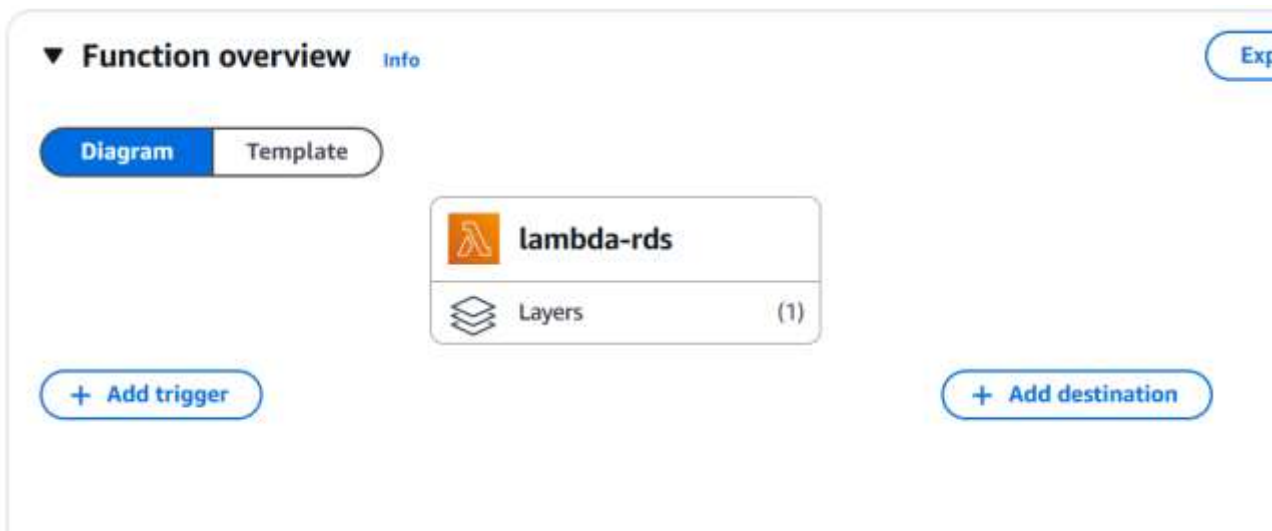 Function overview Info
Diagram Template
lambda-rds
Layers (1)
+ Add trigger
+ Add destination